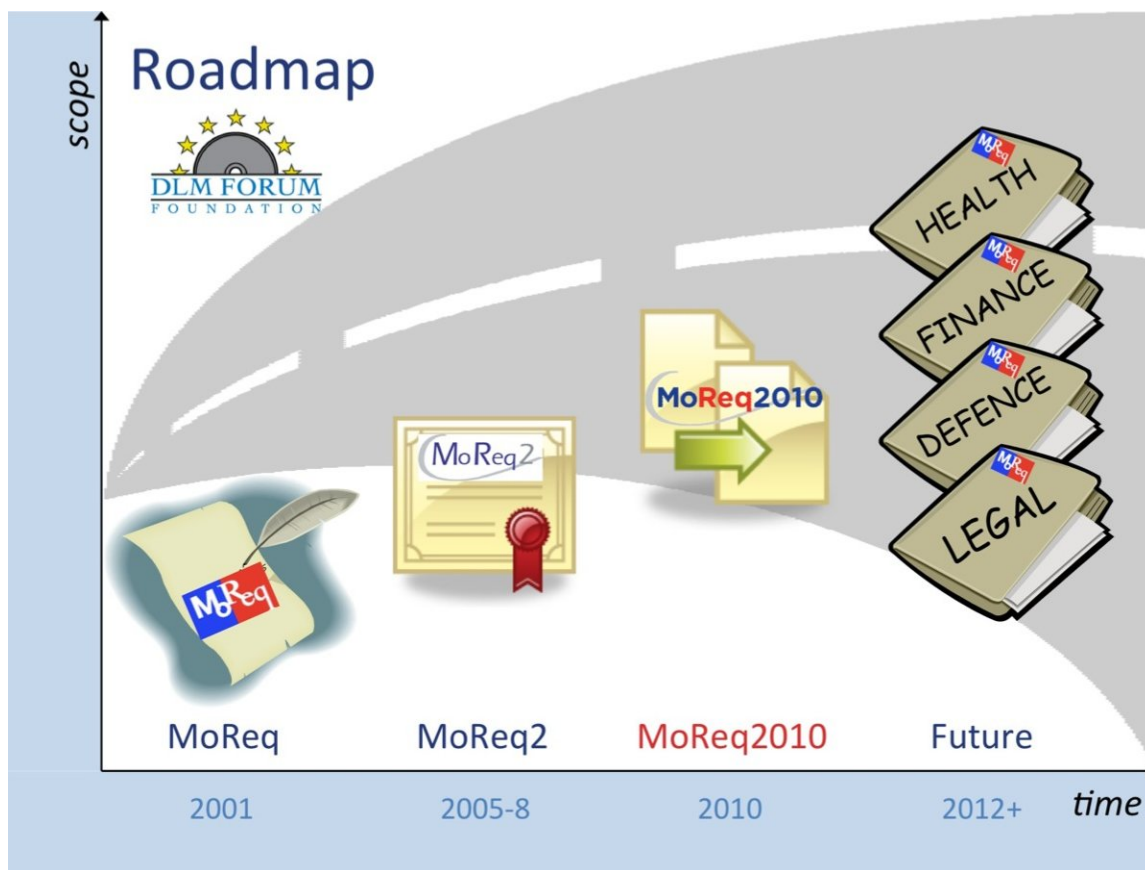 scope
Roadmap
DLM FORUM
FOUNDATION
MoReq
HEALTH
MoReq
FINANCE
MoReq
DEFENCE
MoReq
LEGAL
MoReq2010
MoReq2
MoReq
MoReq
MoReq2
MoReq2010
Future
2001
2005-8
2010
2012+
time